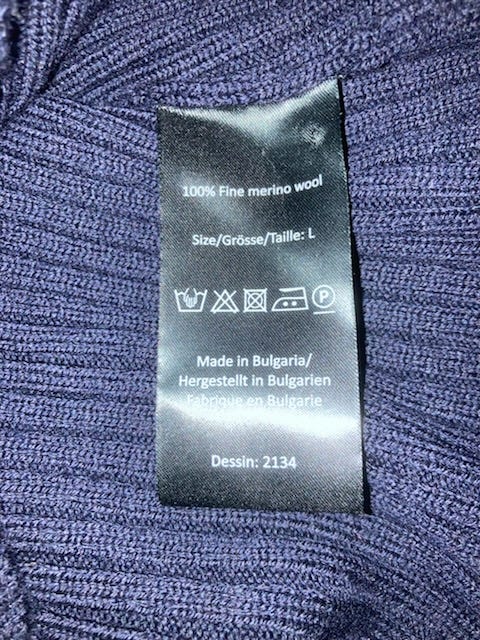 100% Fine merino wool
Size/Grösse/Taille: L
P
Made in Bulgaria/
Hergestellt in Bulgarien
Fabrique en Bulgarie
Dessin: 2134